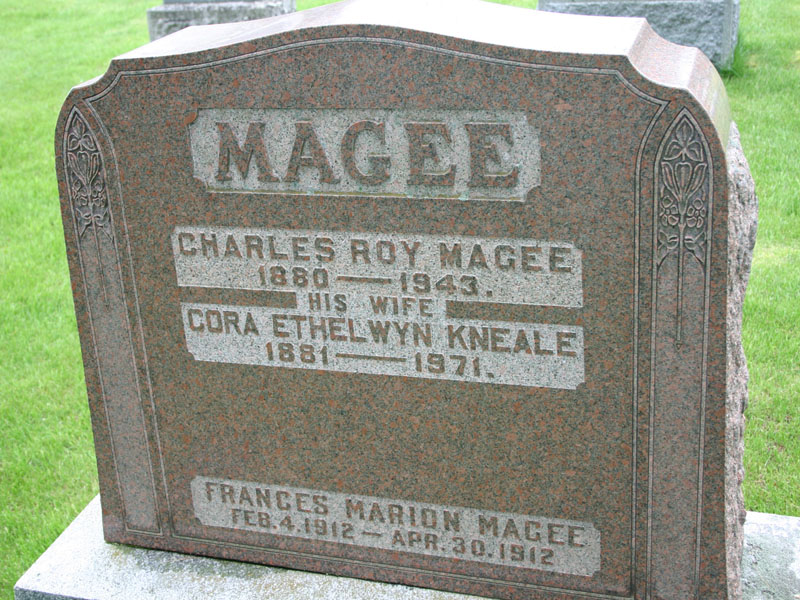 MAGEE
CHARLES ROY MAGEE
1880 — 1943.
HIS WIFE
CORA ETHELWYN KNEALE
1881 — 1971.
FRANCES MARION MAGEE
FEB. 4. 1912 — APR. 30. 1912